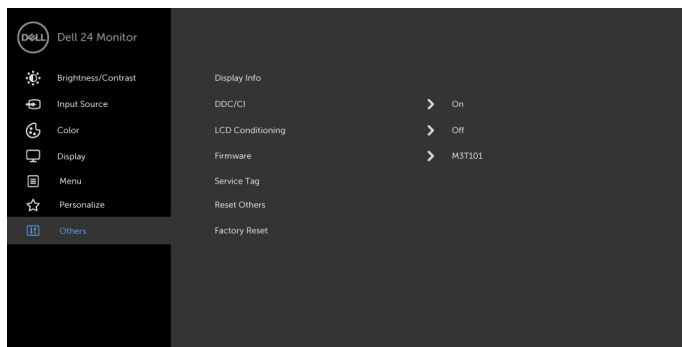 DELL Dell 24 Monitor
Brightness/Contrast Display Info
Input Source DDC/CI On
Color LCD Conditioning Off
Display Firmware M3T101
Menu Service Tag
Personalize Reset Others
Others Factory Reset